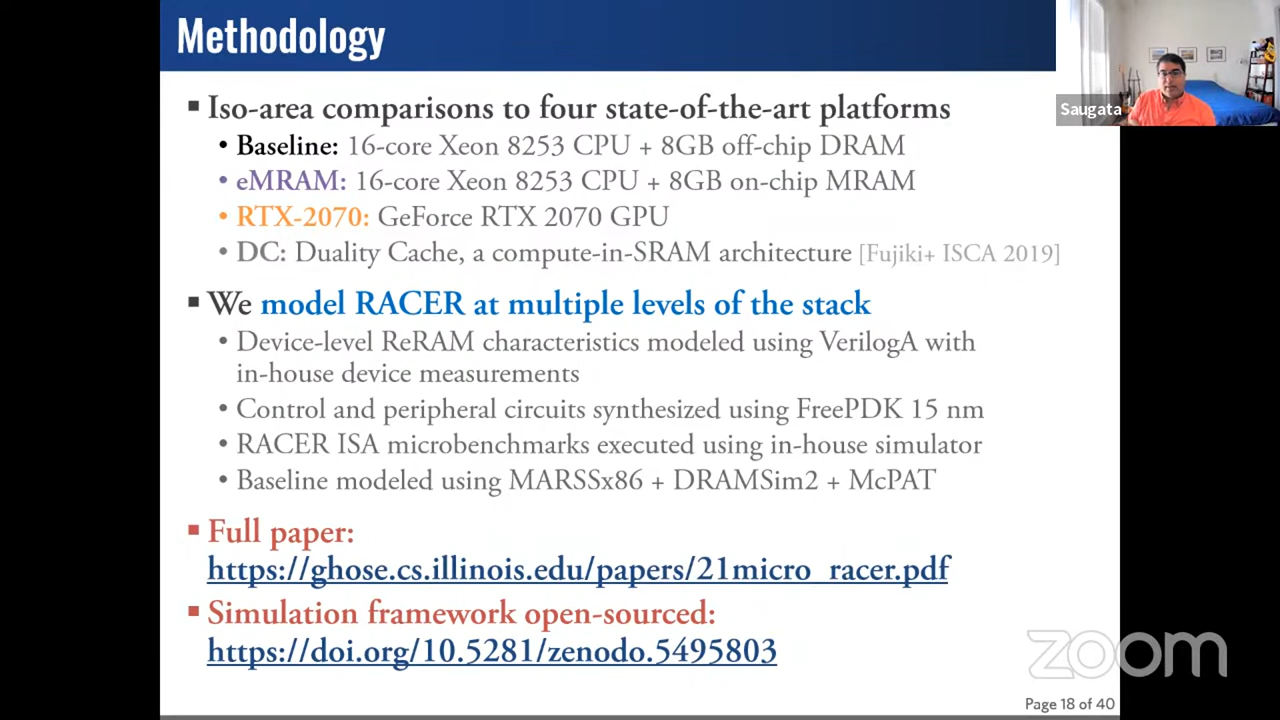 Methodology
Saugata
▪ Iso-area comparisons to four state-of-the-art platforms
• Baseline: 16-core Xeon 8253 CPU + 8GB off-chip DRAM
• eMRAM: 16-core Xeon 8253 CPU + 8GB on-chip MRAM
• RTX-2070: GeForce RTX 2070 GPU
• DC: Duality Cache, a compute-in-SRAM architecture [Fujiki+ ISCA 2019]
▪ We model RACER at multiple levels of the stack
• Device-level ReRAM characteristics modeled using VerilogA with
in-house device measurements
• Control and peripheral circuits synthesized using FreePDK 15 nm
• RACER ISA microbenchmarks executed using in-house simulator
• Baseline modeled using MARSSx86 + DRAMSim2 + McPAT
▪ Full paper:
https://ghose.cs.illinois.edu/papers/21micro_racer.pdf
▪ Simulation framework open-sourced:
https://doi.org/10.5281/zenodo.5495803
zoom
Page 18 of 40